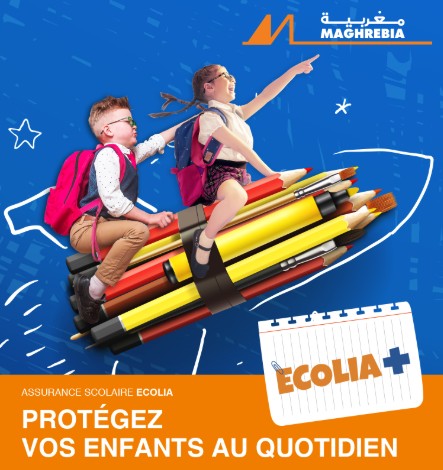 مغربية
MAGHREBIA
ECOLIA+
ASSURANCE SCOLAIRE ECOLIA
PROTÉGEZ
VOS ENFANTS AU QUOTIDIEN